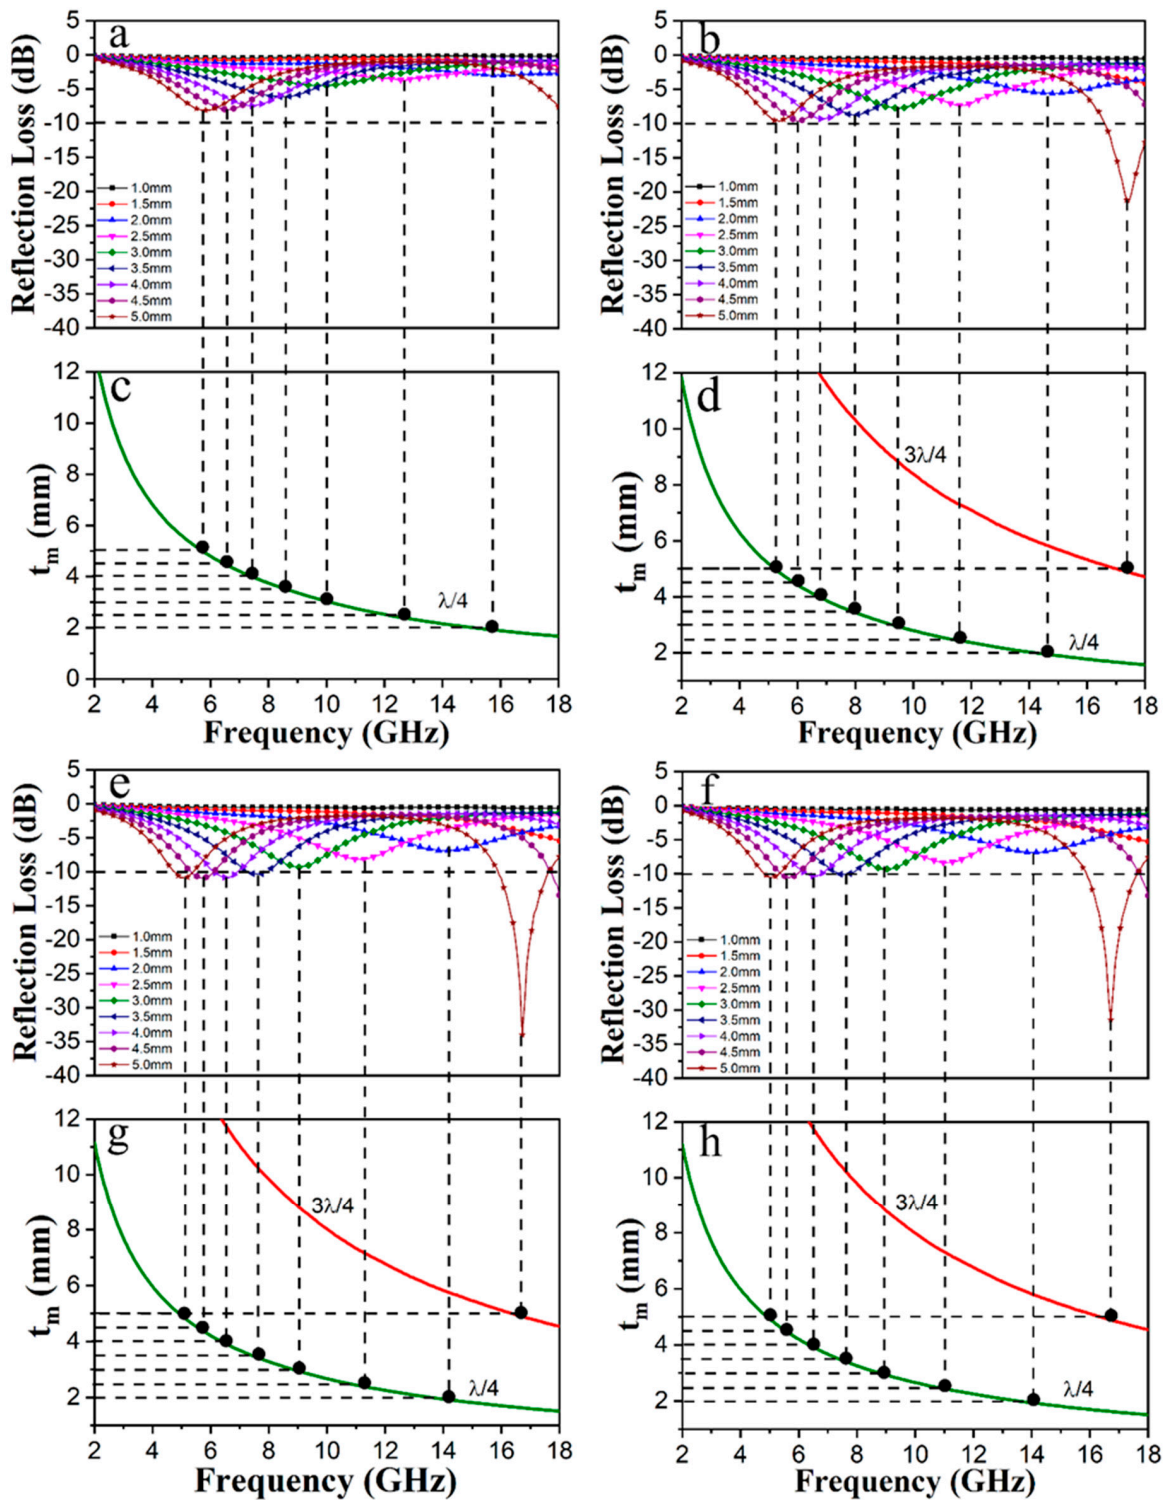 a
5
0
-5
-10
-15
-20
-25
-30
-35
-40
Reflection Loss (dB)
1.0mm
1.5mm
2.0mm
2.5mm
3.0mm
3.5mm
4.0mm
4.5mm
5.0mm
b
5
0
-5
-10
-15
-20
-25
-30
-35
-40
Reflection Loss (dB)
1.0mm
1.5mm
2.0mm
2.5mm
3.0mm
3.5mm
4.0mm
4.5mm
5.0mm
c
12
10
8
6
4
2
0
tm (mm)
λ/4
2 4 6 8 10 12 14 16 18
Frequency (GHz)
d
12
10
8
6
4
2
tm (mm)
3λ/4
λ/4
2 4 6 8 10 12 14 16 18
Frequency (GHz)
e
5
0
-5
-10
-15
-20
-25
-30
-35
-40
Reflection Loss (dB)
1.0mm
1.5mm
2.0mm
2.5mm
3.0mm
3.5mm
4.0mm
4.5mm
5.0mm
f
5
0
-5
-10
-15
-20
-25
-30
-35
-40
Reflection Loss (dB)
1.0mm
1.5mm
2.0mm
2.5mm
3.0mm
3.5mm
4.0mm
4.5mm
5.0mm
g
12
10
8
6
4
2
tm (mm)
3λ/4
λ/4
2 4 6 8 10 12 14 16 18
Frequency (GHz)
h
12
10
8
6
4
2
tm (mm)
3λ/4
λ/4
2 4 6 8 10 12 14 16 18
Frequency (GHz)